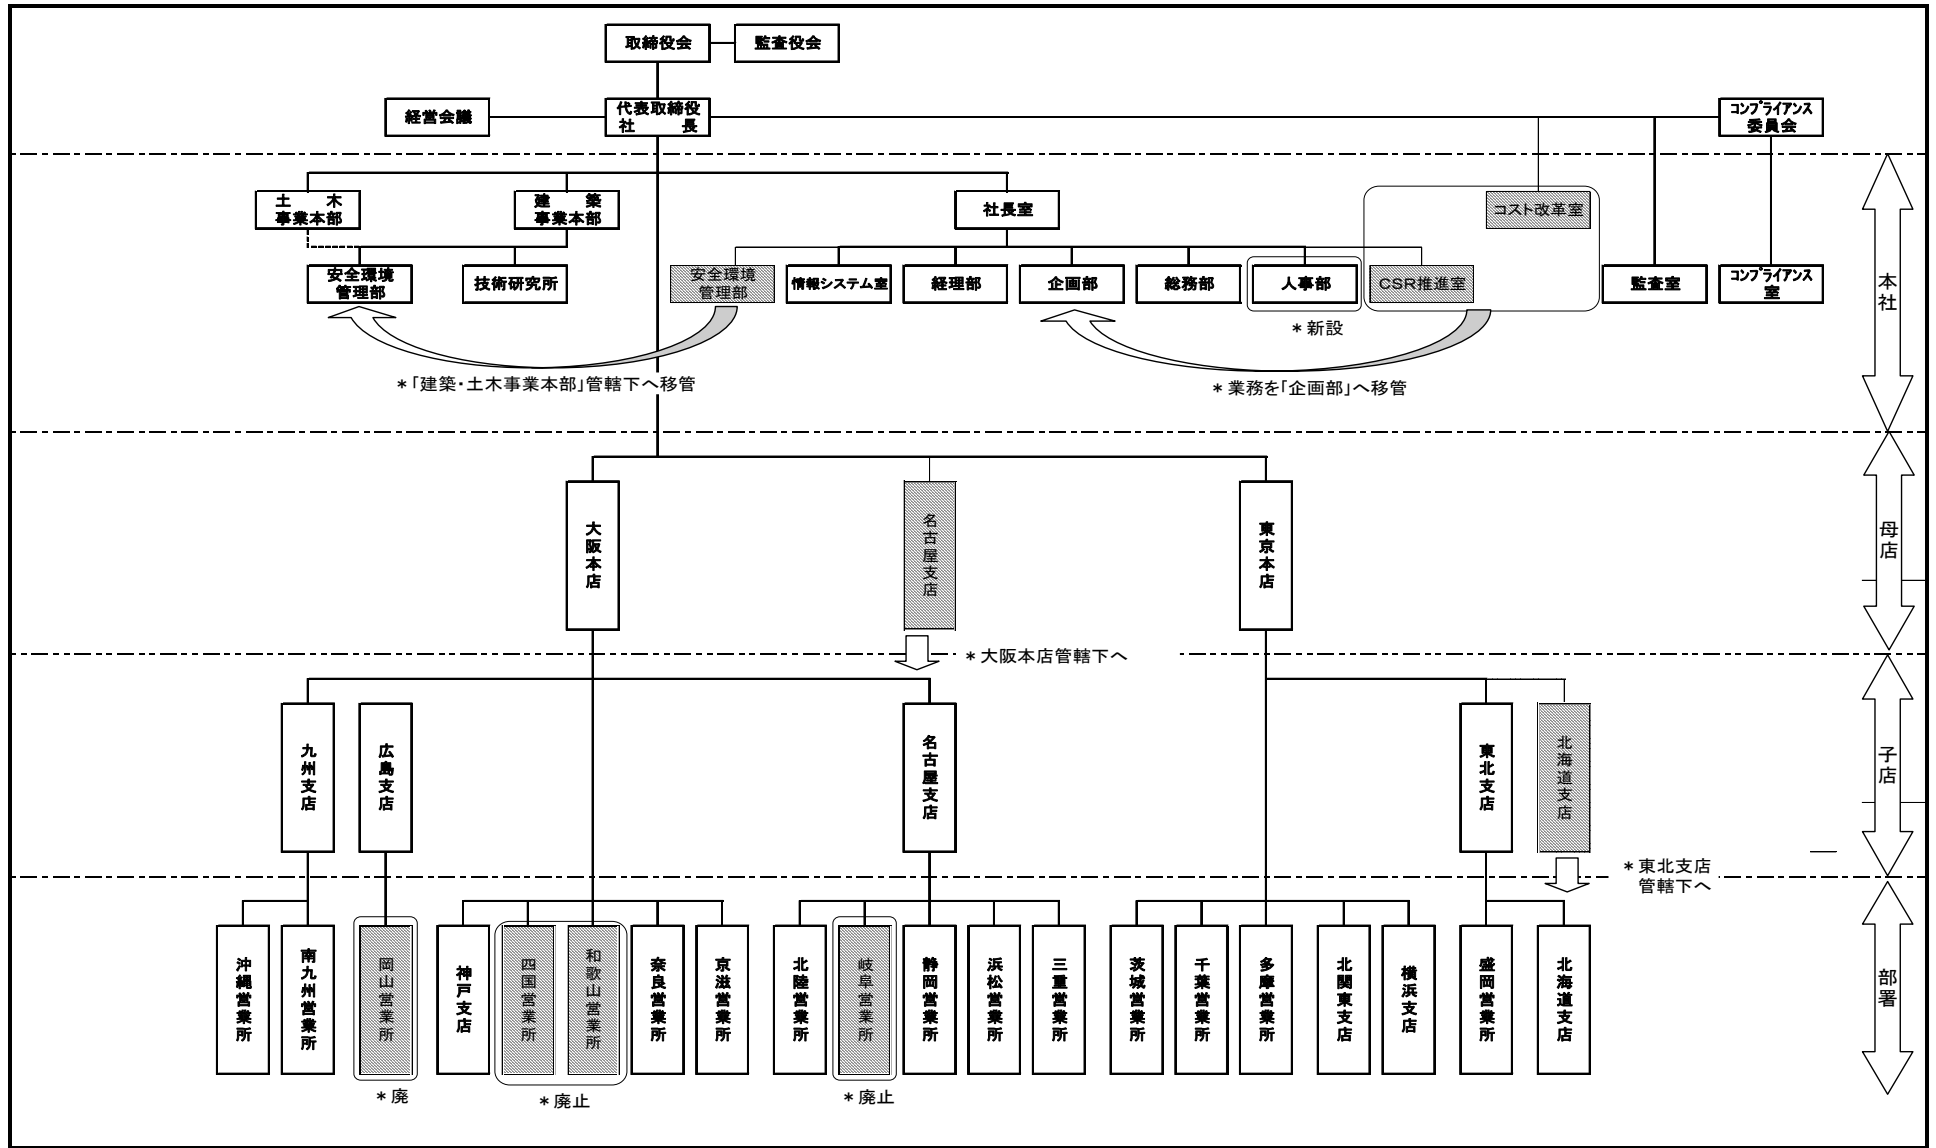 取締役会
監査役会
経営会議
代表取締役
社　　長
コンプライアンス
委員会
土　　木
事業本部
建　　築
事業本部
社長室
コスト改革室
安全環境
管理部
技術研究所
安全環境
管理部
情報システム室
経理部
企画部
総務部
人事部
CSR推進室
監査室
コンプライアンス
室
本社
＊新設
＊「建築・土木事業本部」管轄下へ移管
＊業務を「企画部」へ移管
大阪本店
名古屋支店
東京本店
母店
＊大阪本店管轄下へ
九州支店
広島支店
名古屋支店
東北支店
北海道支店
子店
＊東北支店
管轄下へ
沖縄営業所
南九州営業所
岡山営業所
神戸支店
四国営業所
和歌山営業所
奈良営業所
京滋営業所
北陸営業所
岐阜営業所
静岡営業所
浜松営業所
三重営業所
茨城営業所
千葉営業所
多摩営業所
北関東支店
横浜支店
盛岡営業所
北海道支店
部署
＊廃
＊廃止
＊廃止